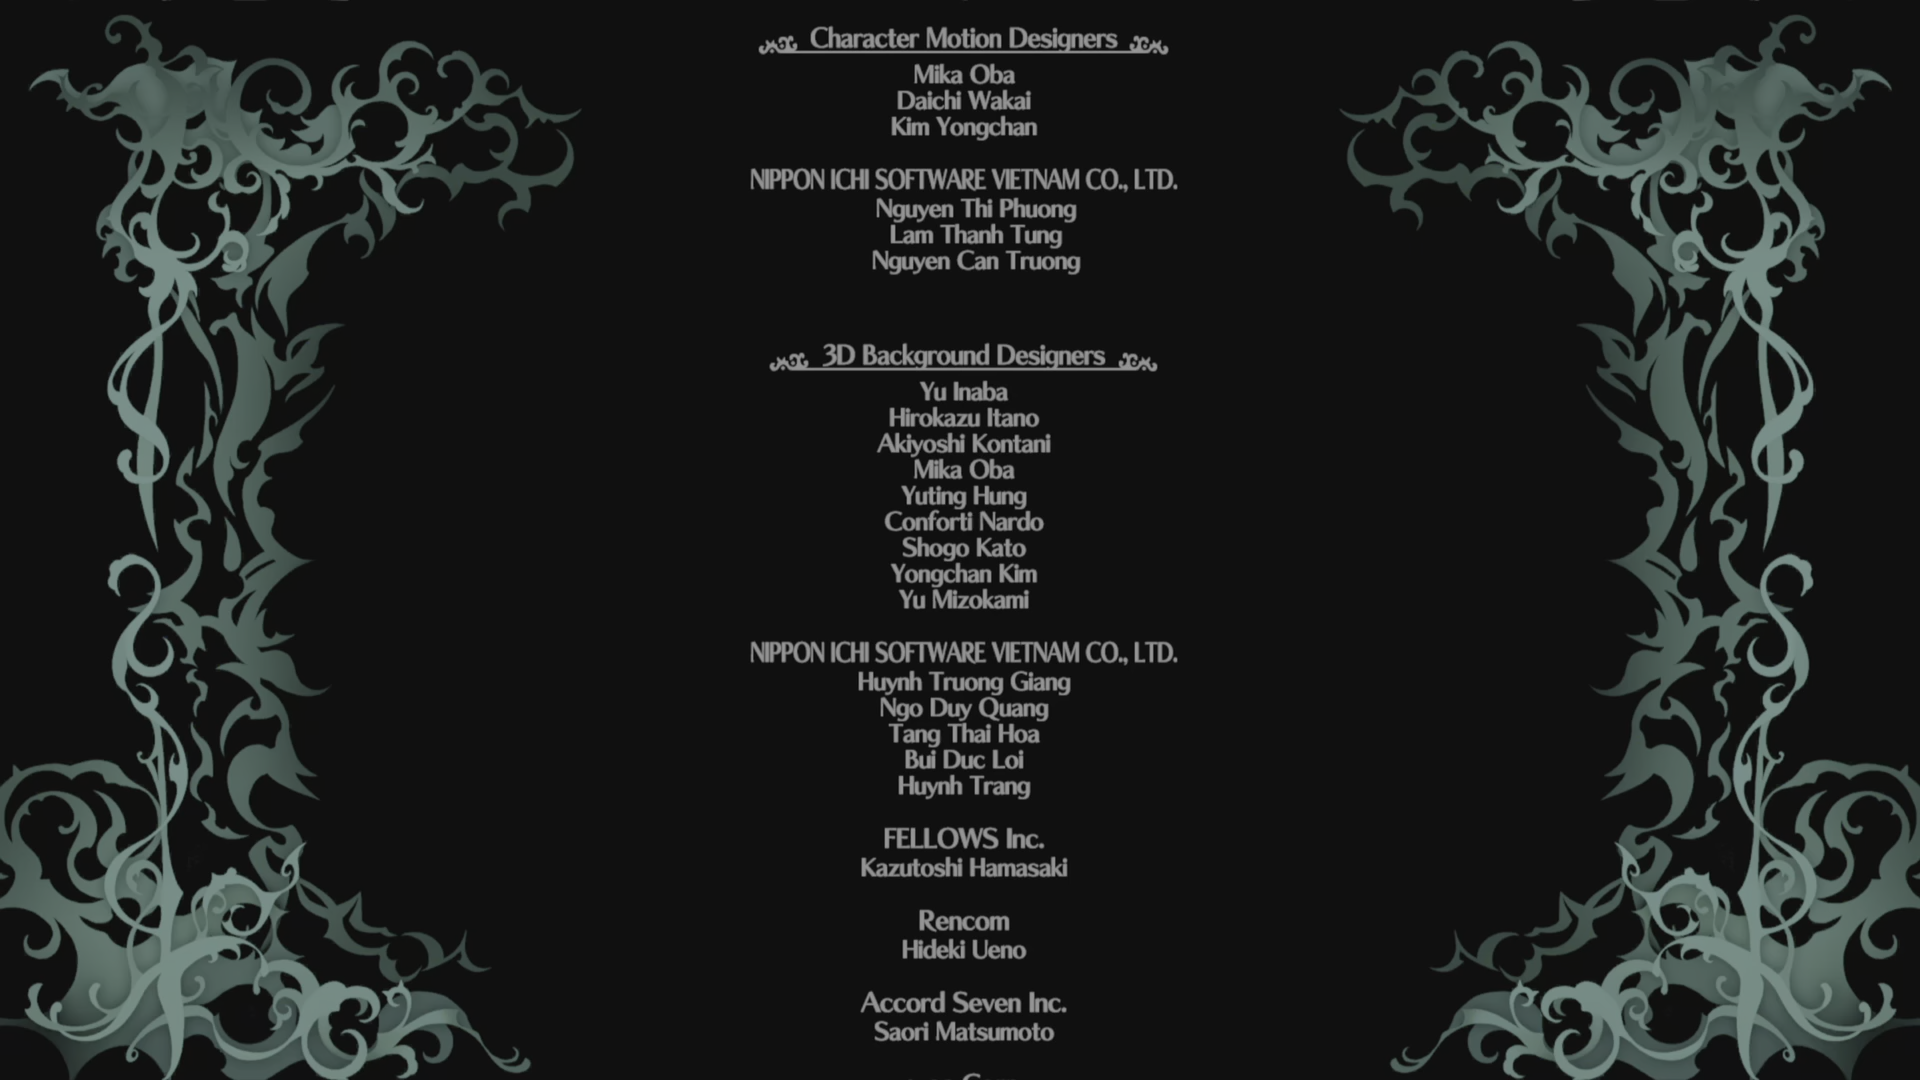 Character Motion Designers
Mika Oba
Daichi Wakai
Kim Yongchan
NIPPON ICHI SOFTWARE VIETNAM CO., LTD.
Nguyen Thi Phuong
Lam Thanh Tung
Nguyen Can Truong
3D Background Designers
Yu Inaba
Hirokazu Itano
Akiyoshi Kontani
Mika Oba
Yuting Hung
Conforti Nardo
Shogo Kato
Yongchan Kim
Yu Mizokami
NIPPON ICHI SOFTWARE VIETNAM CO., LTD.
Huynh Truong Giang
Ngo Duy Quang
Tang Thai Hoa
Bui Duc Loi
Huynh Trang
FELLOWS Inc.
Kazutoshi Hamasaki
Rencom
Hideki Ueno
Accord Seven Inc.
Saori Matsumoto